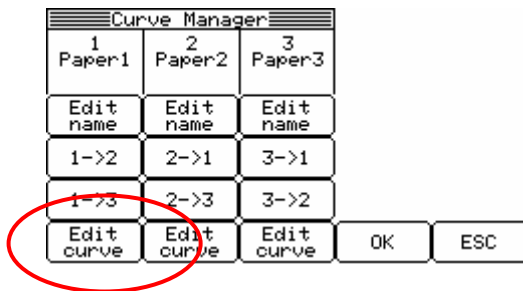 Curve Manager
1 2 3
Paper1 Paper2 Paper3
Edit name Edit name Edit name
1->2 2->1 3->1
1->3 2->3 3->2
Edit curve Edit curve Edit curve OK ESC